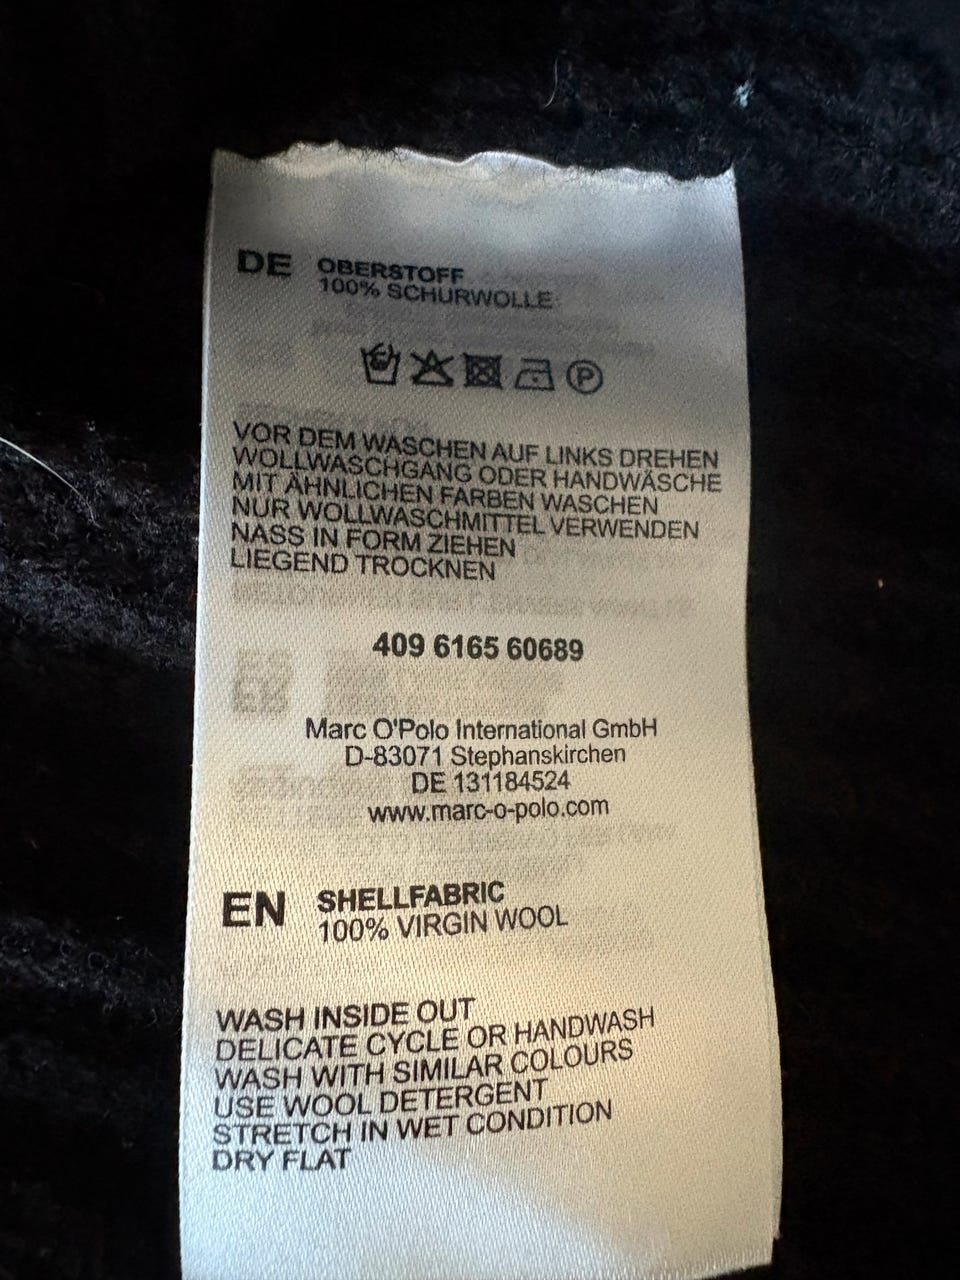 DE OBERSTOFF
100% SCHURWOLLE
P
VOR DEM WASCHEN AUF LINKS DREHEN
WOLLWASCHGANG ODER HANDWÄSCHE
MIT ÄHNLICHEN FARBEN WASCHEN
NUR WOLLWASCHMITTEL VERWENDEN
NASS IN FORM ZIEHEN
LIEGEND TROCKNEN
409 6165 60689
Marc O'Polo International GmbH
D-83071 Stephanskirchen
DE 131184524
www.marc-o-polo.com
EN SHELLFABRIC
100% VIRGIN WOOL
WASH INSIDE OUT
DELICATE CYCLE OR HANDWASH
WASH WITH SIMILAR COLOURS
USE WOOL DETERGENT
STRETCH IN WET CONDITION
DRY FLAT